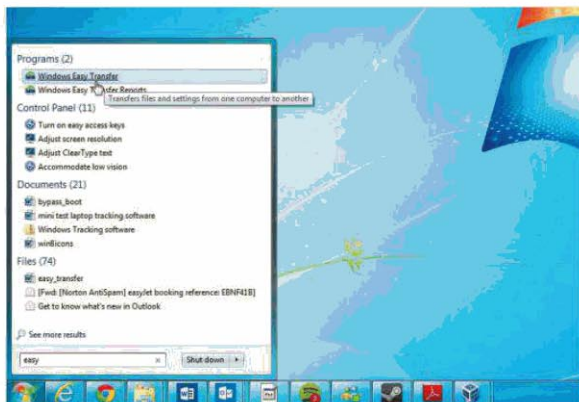 Programs (2)
Windows Easy Transfer
Windows Easy Transfer Reports
Transfers files and settings from one computer to another
Control Panel (11)
Turn on easy access keys
Adjust screen resolution
Adjust ClearType text
Accommodate low vision
Documents (21)
bypass_boot
mini test laptop tracking software
Windows Tracking software
win8icons
Files (74)
easy_transfer
[Fwd: [Norton AntiSpam] easyJet booking reference: EBNF41B]
Get to know what's new in Outlook
See more results
easy
Shut down